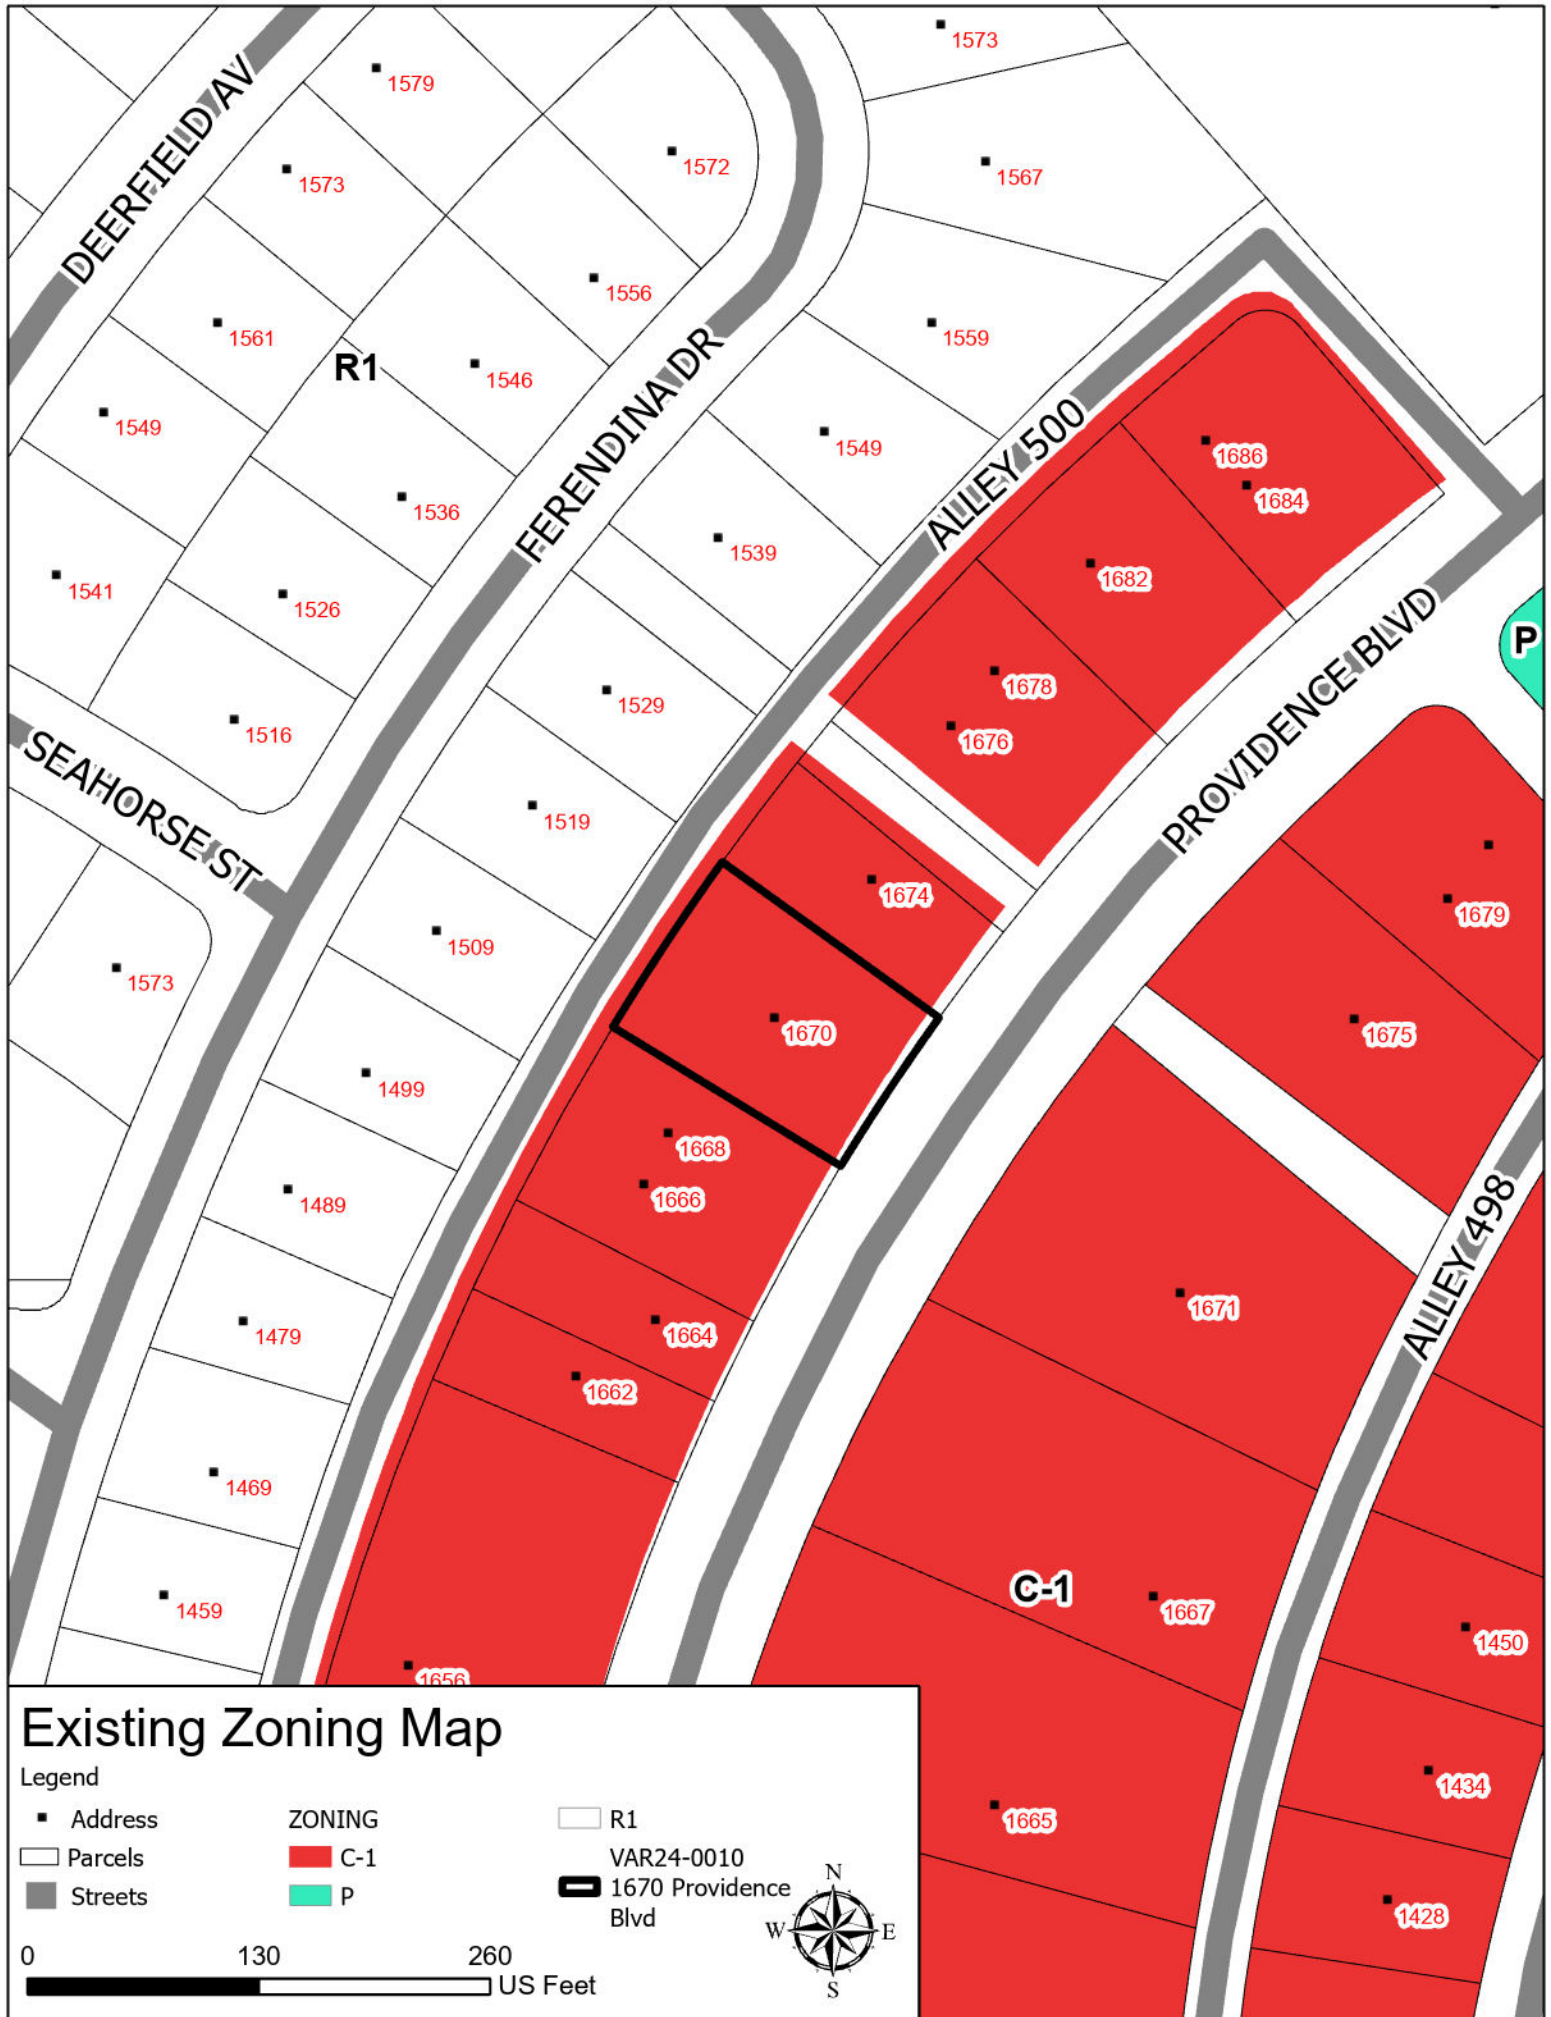 1573
1579
DEERFIELD AV
1572
1573
1567
1556
1561
1559
R1
1546
FERENDINA DR
1549
1549
ALLEY 500
1686
1684
1536
1539
1682
1541
1526
PROVIDENCE BLVD
P
1678
1529
1516
1676
SEAHORSE ST
1519
1674
1679
1509
1573
1670
1675
1499
1668
1666
1489
ALLEY 498
1671
1479
1664
1662
1469
C-1
1459
1667
1450
1656
Existing Zoning Map
Legend
Address
Parcels
Streets
ZONING
C-1
P
R1
VAR24-0010
1670 Providence
Blvd
N
W E
S
0 130 260
US Feet
1434
1665
1428